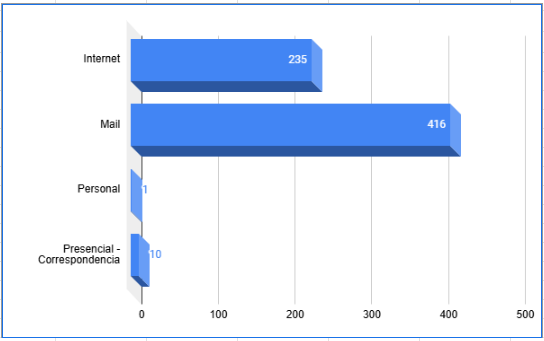 Internet
235
Mail
416
Personal
1
Presencial -
Correspondencia
10
0 100 200 300 400 500